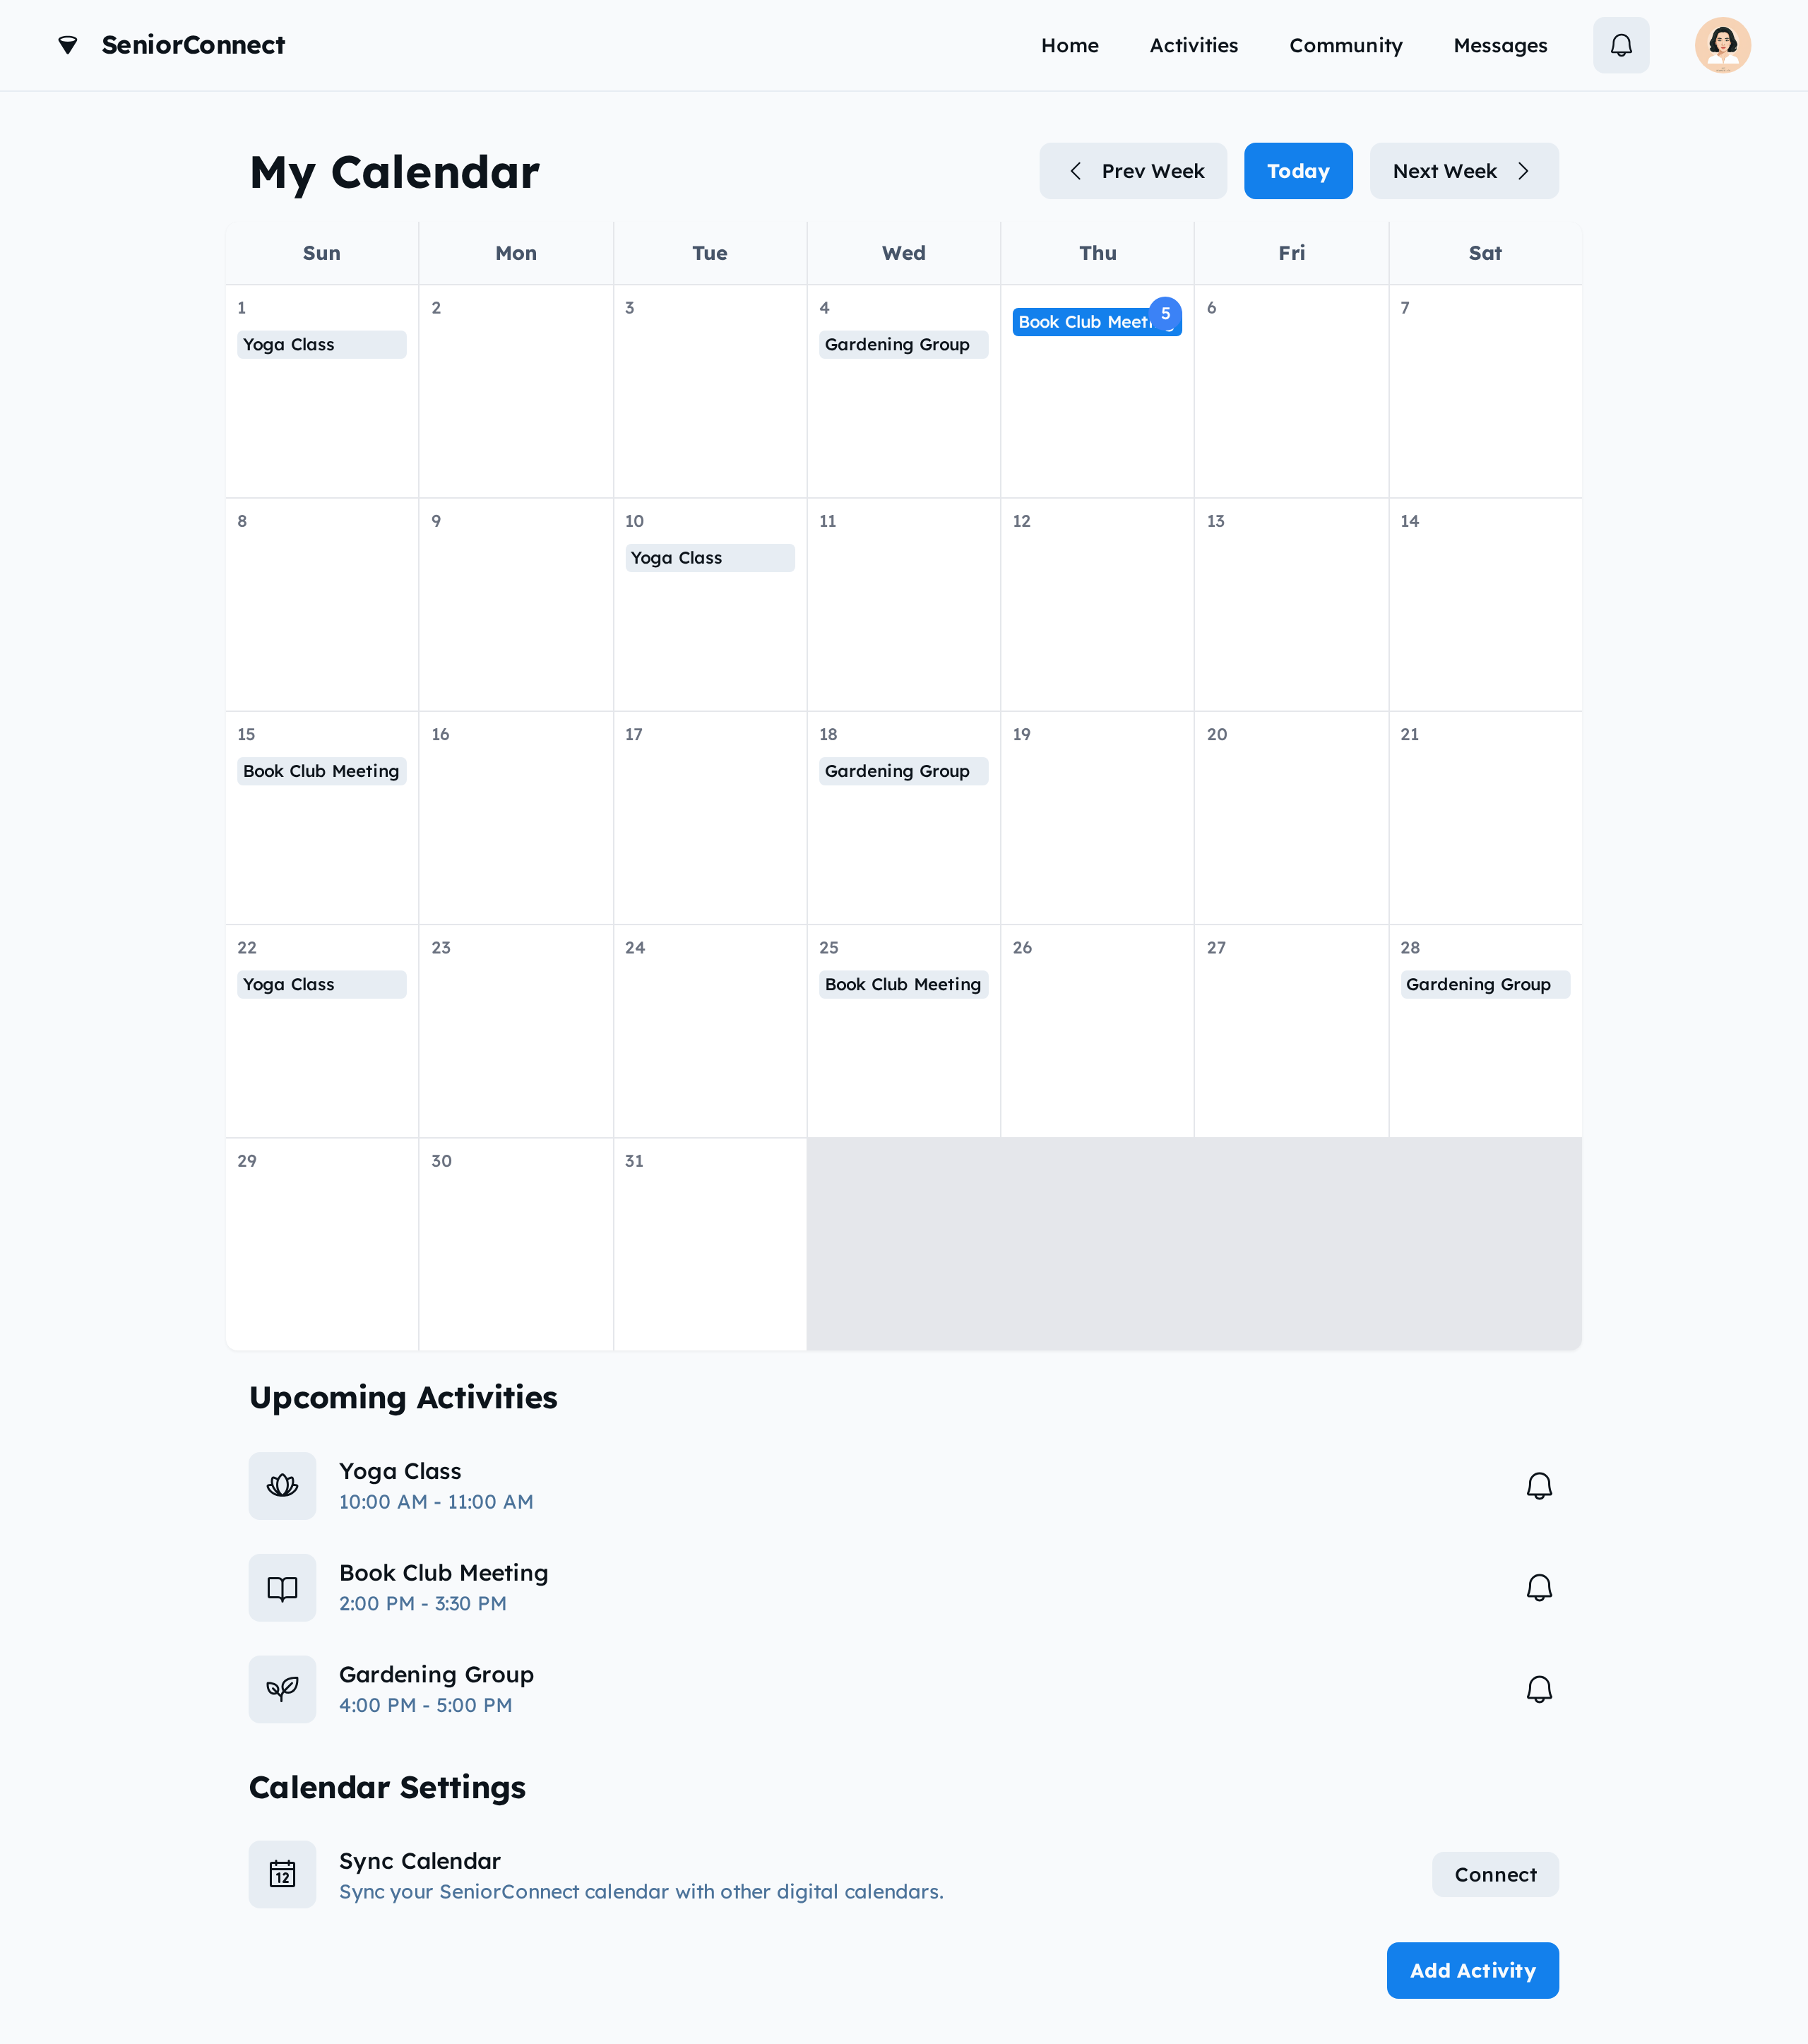 SeniorConnect
Home
Activities
Community
Messages
My Calendar
Prev Week
Today
Next Week
Sun
Mon
Tue
Wed
Thu
Fri
Sat
1
Yoga Class
2
3
4
Gardening Group
5
Book Club
6
7
8
9
10
Yoga Class
11
12
13
14
15
Book Club Meeting
16
17
18
Gardening Group
19
20
21
22
Yoga Class
23
24
25
Book Club Meeting
26
27
28
Gardening Group
29
30
31
Upcoming Activities
Yoga Class
10:00 AM - 11:00 AM
Book Club Meeting
2:00 PM - 3:30 PM
Gardening Group
4:00 PM - 5:00 PM
Calendar Settings
12
Sync Calendar
Sync your SeniorConnect calendar with other digital calendars.
Connect
Add Activity